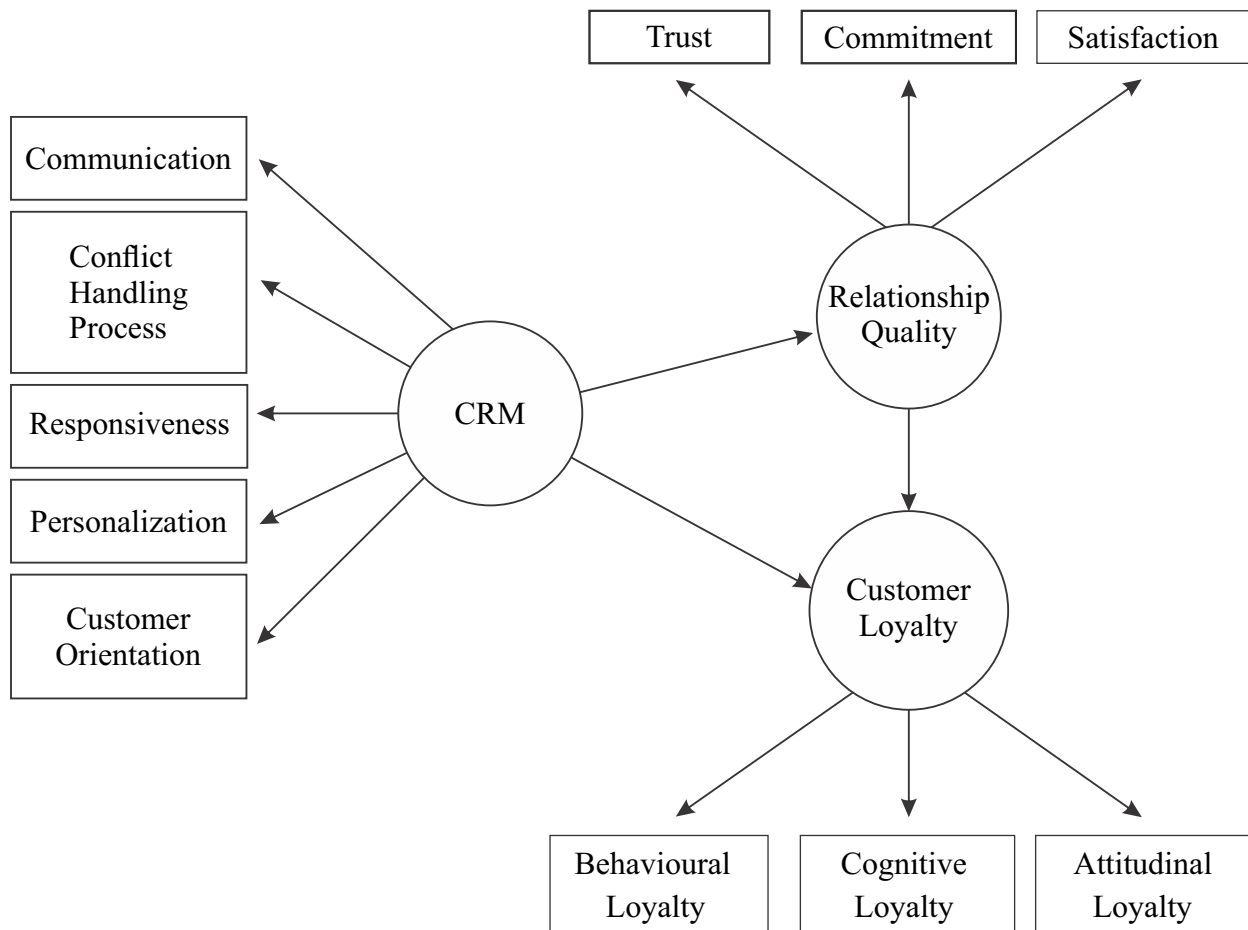 Trust
Commitment
Satisfaction
Communication
Conflict
Handling
Process
Responsiveness
Personalization
Customer
Orientation
CRM
Relationship
Quality
Customer
Loyalty
Behavioural
Loyalty
Cognitive
Loyalty
Attitudinal
Loyalty